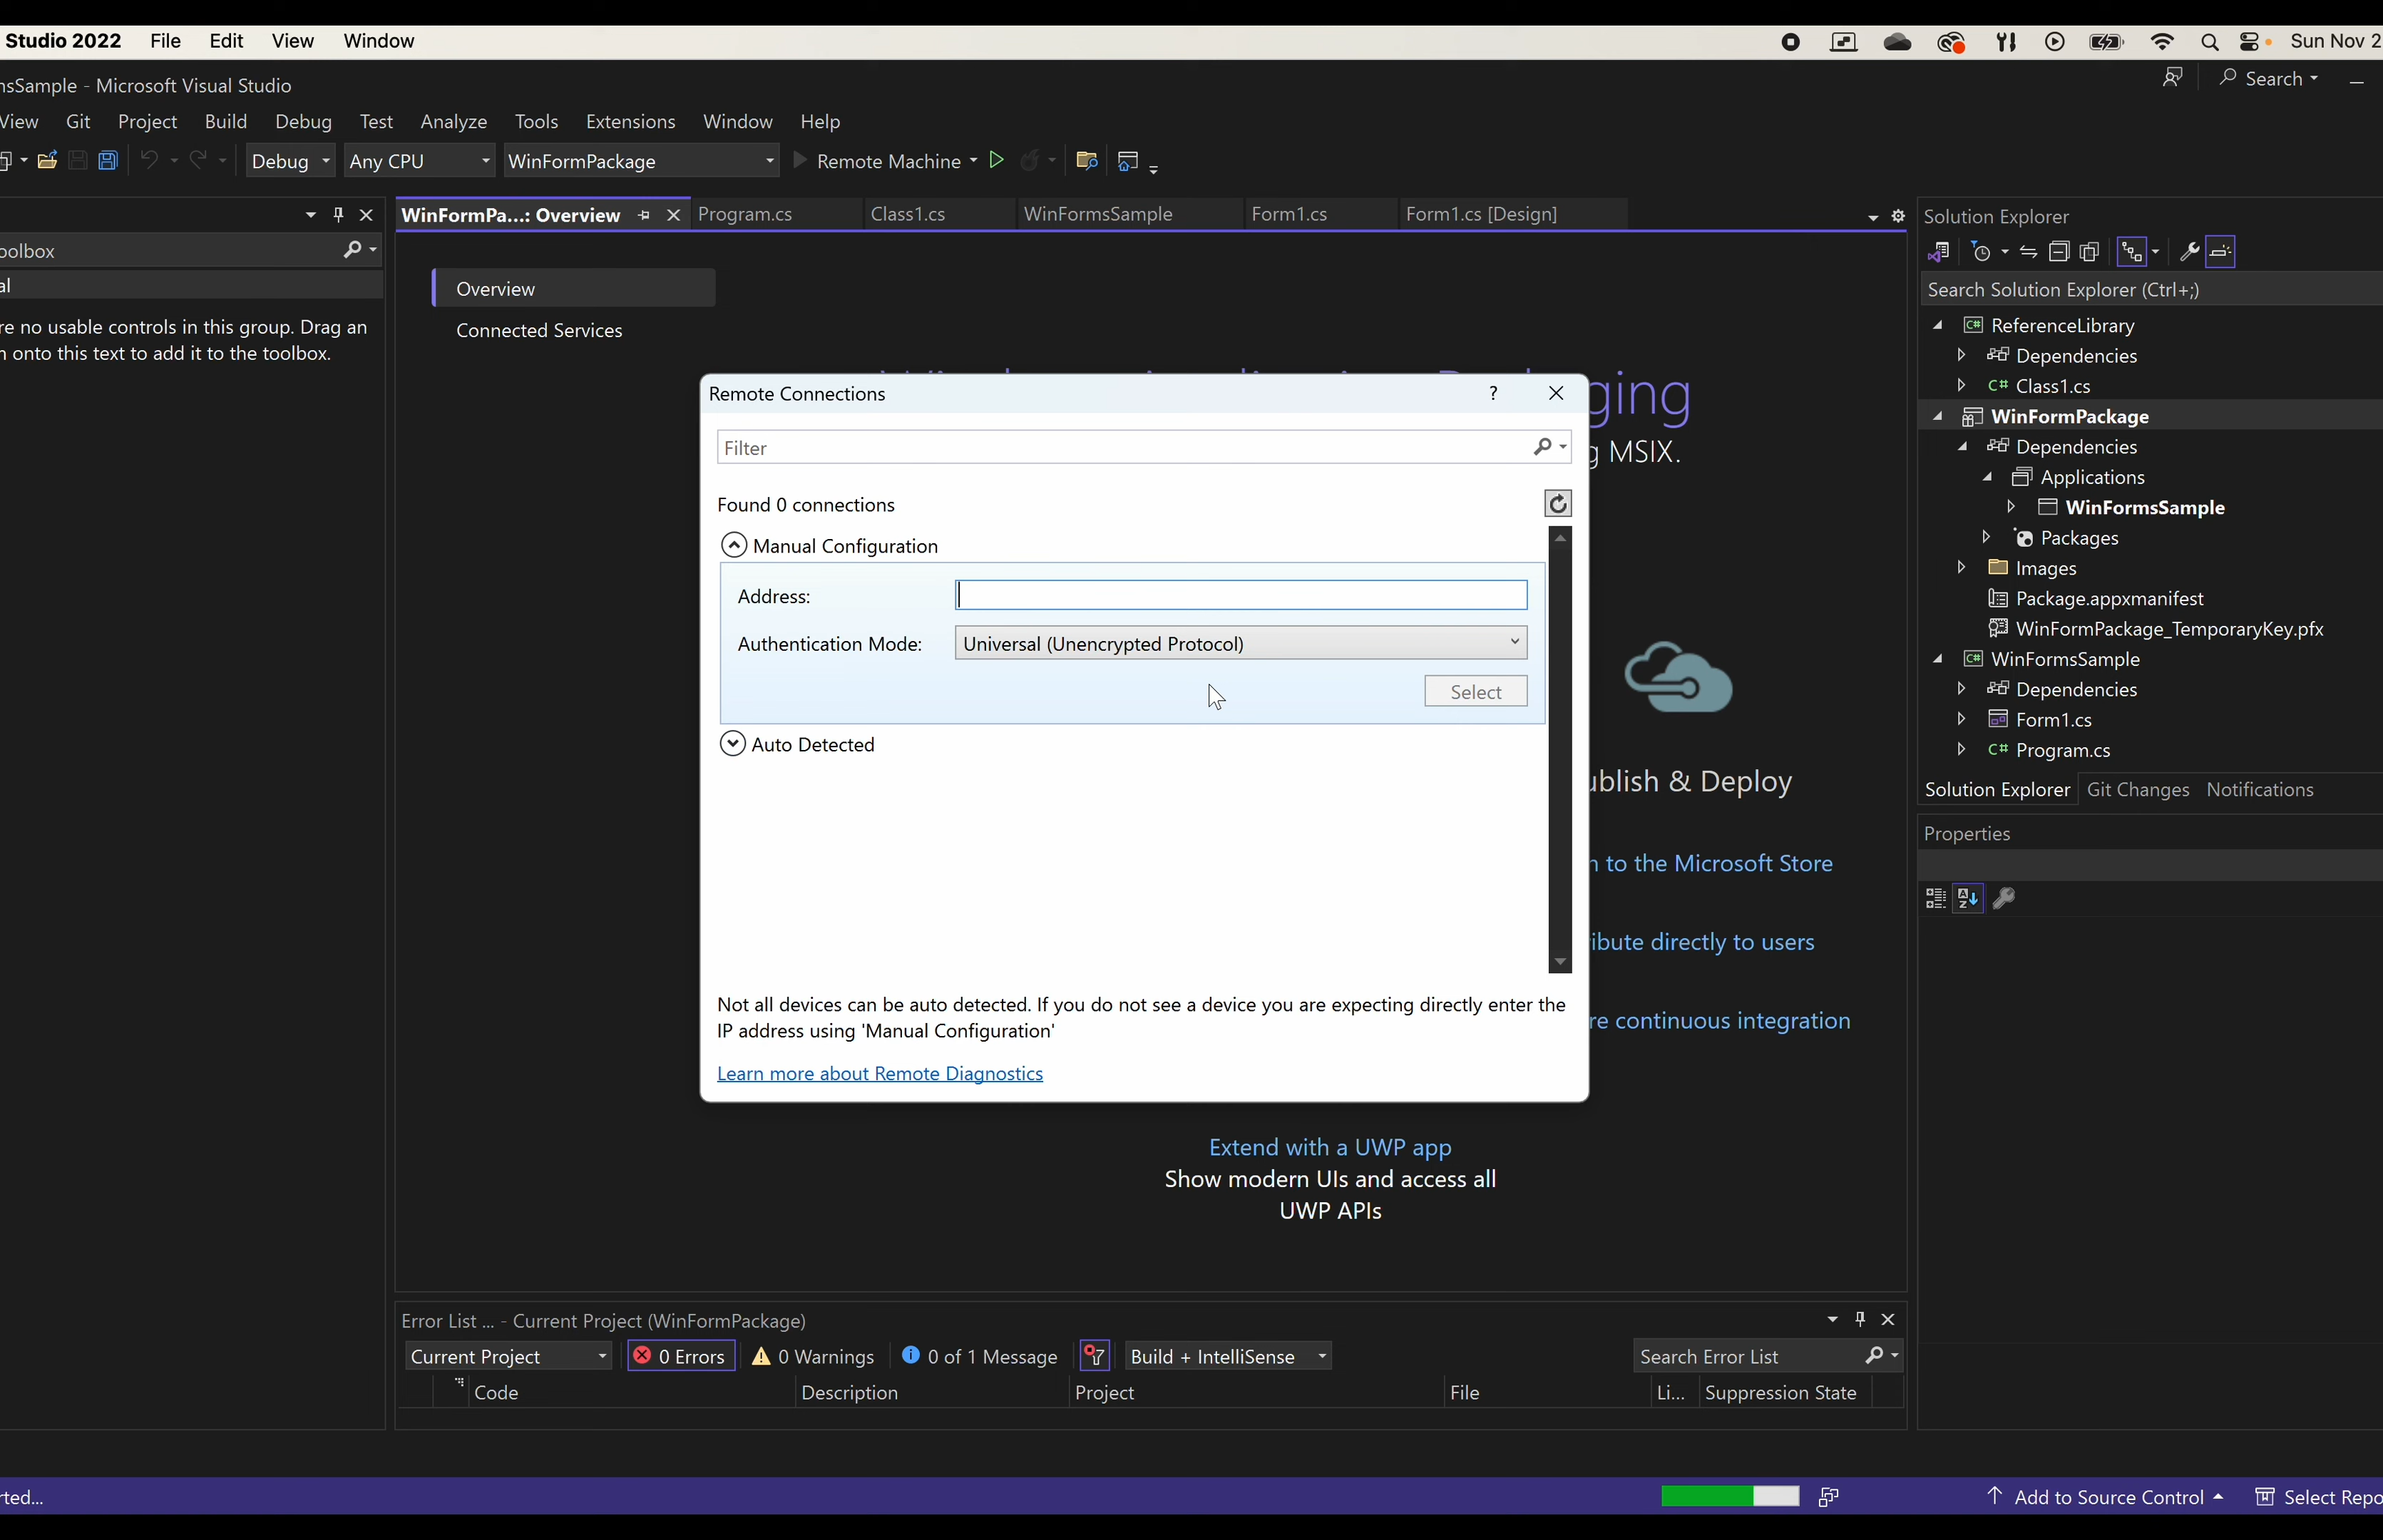 Studio 2022 File Edit View Window Sun Nov 2
nsSample - Microsoft Visual Studio Search
View Git Project Build Debug Test Analyze Tools Extensions Window Help
Debug Any CPU WinFormPackage Remote Machine
WinFormPa...: Overview Program.cs Class1.cs WinFormsSample Form1.cs Form1.cs [Design]
oolbox
al
re no usable controls in this group. Drag an
n onto this text to add it to the toolbox.
Overview
Connected Services
ging
g MSIX.
Remote Connections ?
Filter
Found 0 connections
Manual Configuration
Address:
Authentication Mode: Universal (Unencrypted Protocol)
Select
Auto Detected
Not all devices can be auto detected. If you do not see a device you are expecting directly enter the
IP address using 'Manual Configuration'
Learn more about Remote Diagnostics
ublish & Deploy
n to the Microsoft Store
ibute directly to users
re continuous integration
Extend with a UWP app
Show modern UIs and access all
UWP APIs
Solution Explorer
Search Solution Explorer (Ctrl+;)
C# ReferenceLibrary
Dependencies
C# Class1.cs
WinFormPackage
Dependencies
Applications
WinFormsSample
Packages
Images
Package.appxmanifest
WinFormPackage_TemporaryKey.pfx
C# WinFormsSample
Dependencies
Form1.cs
C# Program.cs
Solution Explorer Git Changes Notifications
Properties
Error List ... - Current Project (WinFormPackage)
Current Project 0 Errors 0 Warnings 0 of 1 Message Build + IntelliSense Search Error List
Code Description Project File Li... Suppression State
rted... Add to Source Control Select Repo